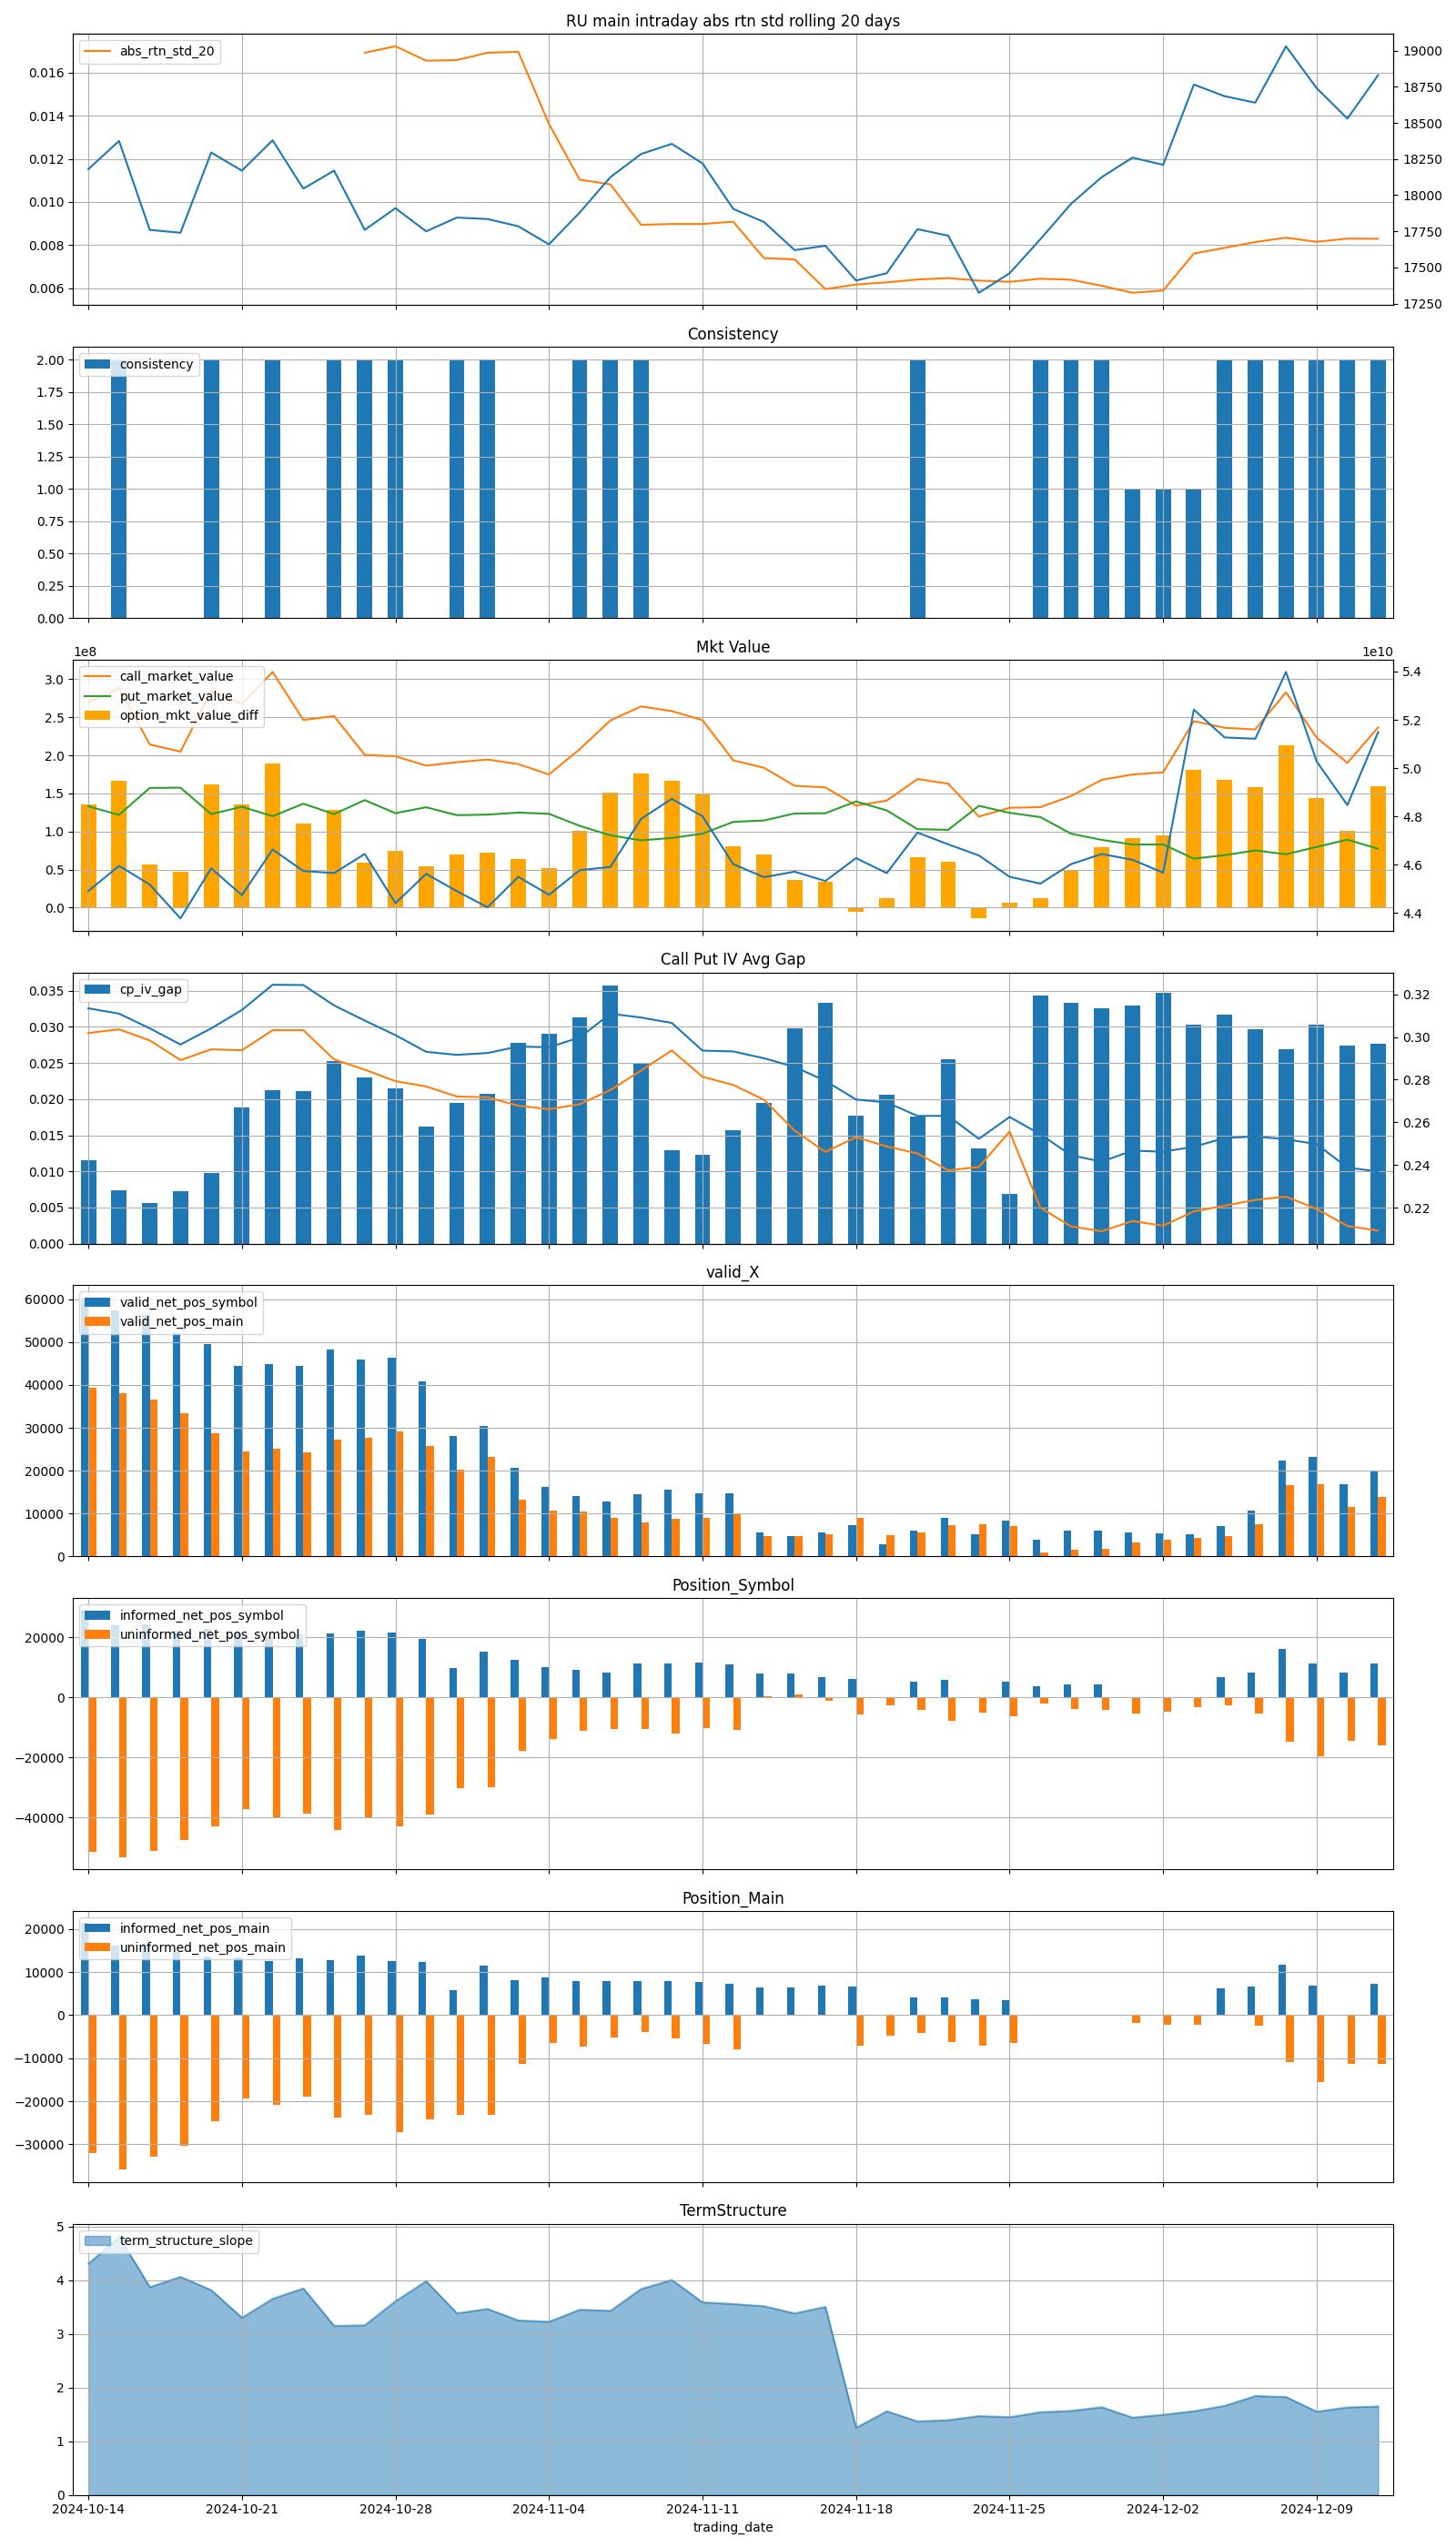 RU main intraday abs rtn std rolling 20 days
abs_rtn_std_20
0.016
0.014
0.012
0.010
0.008
0.006
19000
18750
18500
18250
18000
17750
17500
17250
Consistency
consistency
2.00
1.75
1.50
1.25
1.00
0.75
0.50
0.25
0.00
Mkt Value
1e8
1e10
call_market_value
put_market_value
option_mkt_value_diff
3.0
2.5
2.0
1.5
1.0
0.5
0.0
5.4
5.2
5.0
4.8
4.6
4.4
Call Put IV Avg Gap
cp_iv_gap
0.035
0.030
0.025
0.020
0.015
0.010
0.005
0.000
0.32
0.30
0.28
0.26
0.24
0.22
valid_X
valid_net_pos_symbol
valid_net_pos_main
60000
50000
40000
30000
20000
10000
0
Position_Symbol
informed_net_pos_symbol
uninformed_net_pos_symbol
20000
0
−20000
−40000
Position_Main
informed_net_pos_main
uninformed_net_pos_main
20000
10000
0
−10000
−20000
−30000
TermStructure
term_structure_slope
5
4
3
2
1
0
2024-10-14 2024-10-21 2024-10-28 2024-11-04 2024-11-11 2024-11-18 2024-11-25 2024-12-02 2024-12-09
trading_date